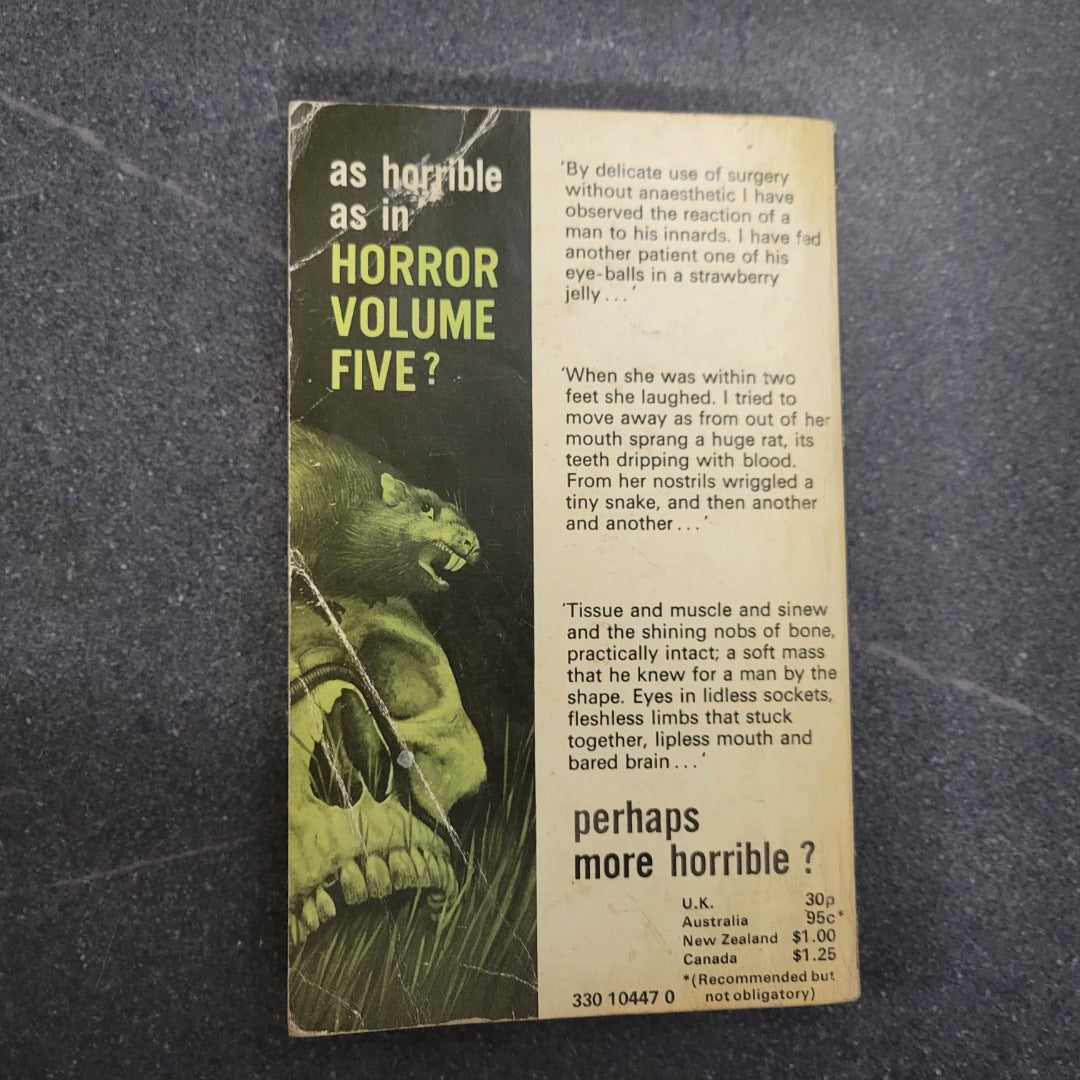 as horrible
as in
HORROR
VOLUME
FIVE?
'By delicate use of surgery
without anaesthetic I have
observed the reaction of a
man to his innards. I have fed
another patient one of his
eye-balls in a strawberry
jelly...'
'When she was within two
feet she laughed. I tried to
move away as from out of her
mouth sprang a huge rat, its
teeth dripping with blood.
From her nostrils wriggled a
tiny snake, and then another
and another...'
'Tissue and muscle and sinew
and the shining nobs of bone,
practically intact; a soft mass
that he knew for a man by the
shape. Eyes in lidless sockets,
fleshless limbs that stuck
together, lipless mouth and
bared brain...'
perhaps
more horrible?
U.K. 30p
Australia 95c*
New Zealand $1.00
Canada $1.25
*(Recommended but
not obligatory)
330 10447 0